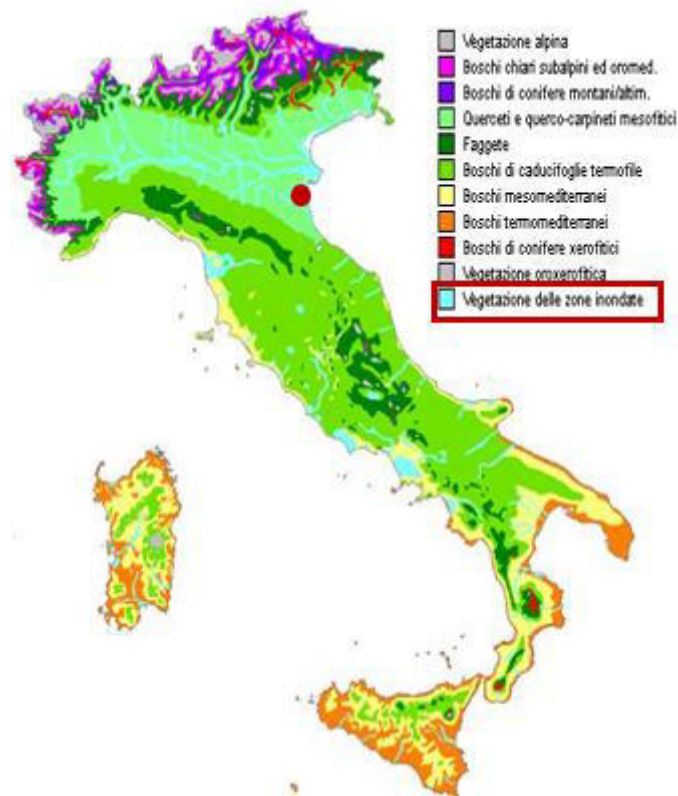 Vegetazione alpina
Boschi chiari subalpini ed oromed.
Boschi di conifere montani/altim.
Querceti e querco-carpineti mesofitici
Faggete
Boschi di caducifoglie termofile
Boschi mesomediterranei
Boschi termomediterranei
Boschi di conifere xerofitici
Vegetazione oroxerofitica
Vegetazione delle zone inondate